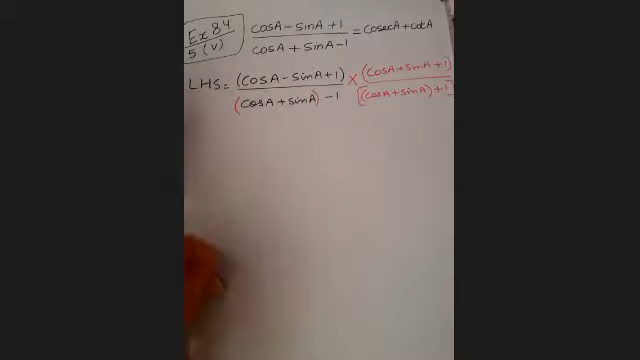 Ex 8.4
5 (v)
cosA - sinA + 1 / cosA + sinA - 1 = cosecA + cotA
LHS = (cosA - sinA + 1) / (cosA + sinA) - 1 × (cosA + sinA + 1) / [(cosA + sinA) + 1]